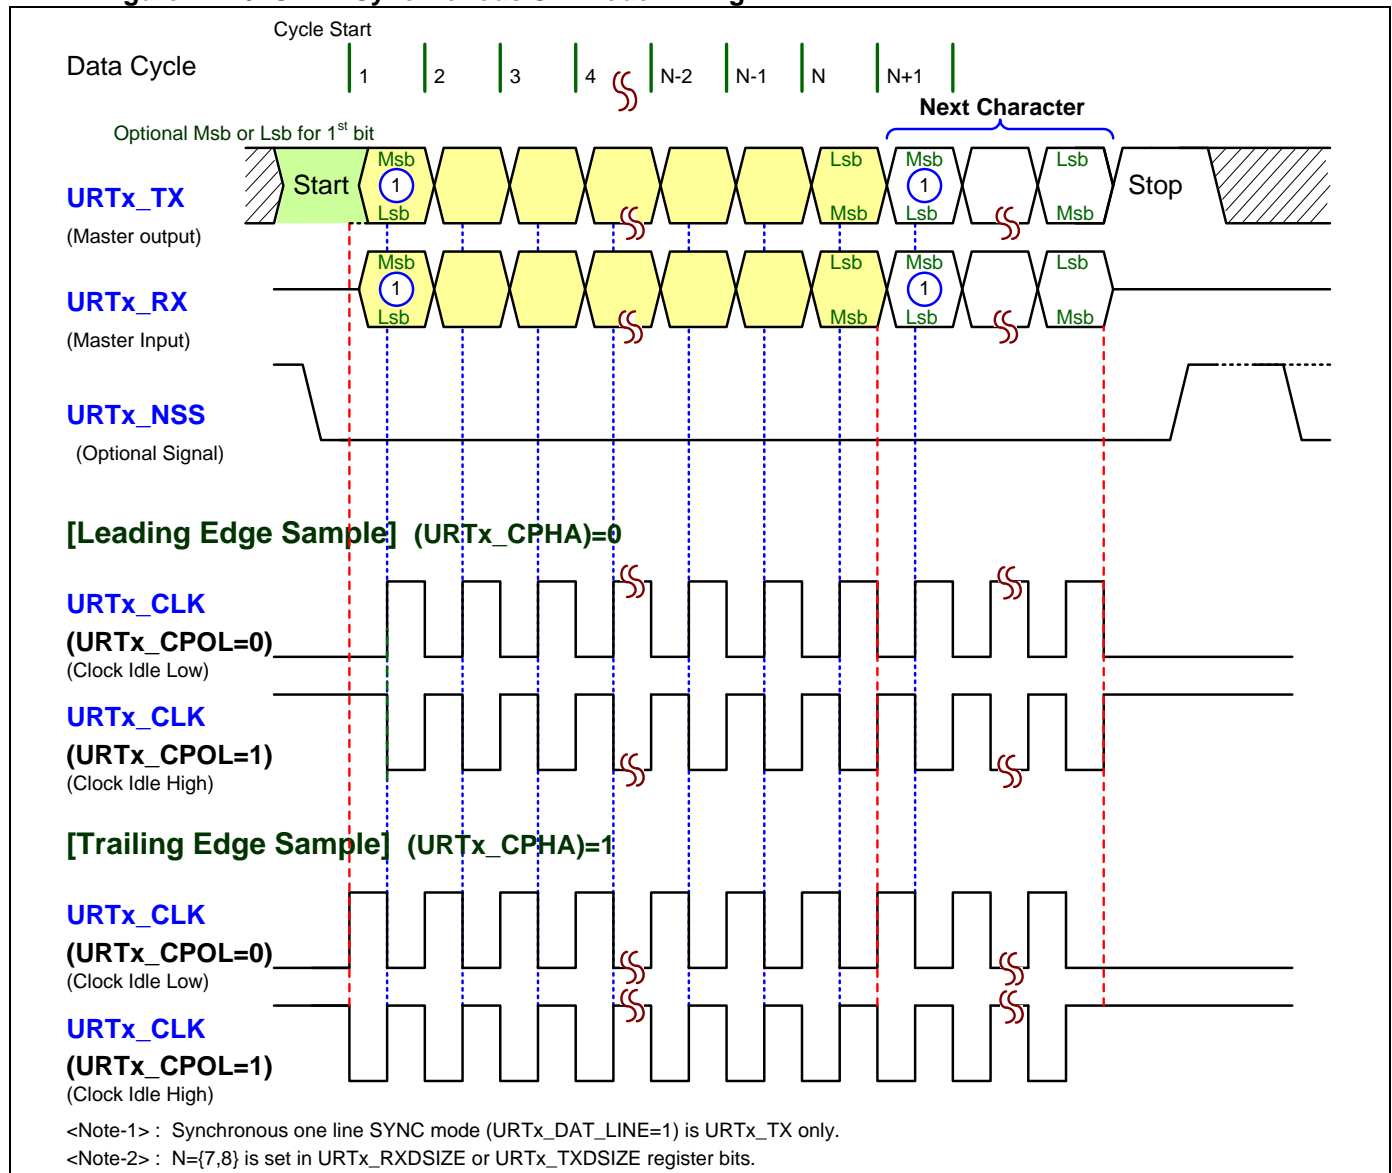 Cycle Start
Data Cycle
1 2 3 4 N-2 N-1 N N+1
Next Character
Optional Msb or Lsb for 1st bit
Msb Lsb Msb Lsb
URTx_TX
Start 1 1 Stop
Lsb Msb Lsb Msb
(Master output)
Msb Lsb Msb Lsb
URTx_RX
1 1
Lsb Msb Lsb Msb
(Master Input)
URTx_NSS
(Optional Signal)
[Leading Edge Sample] (URTx_CPHA)=0
URTx_CLK
(URTx_CPOL=0)
(Clock Idle Low)
URTx_CLK
(URTx_CPOL=1)
(Clock Idle High)
[Trailing Edge Sample] (URTx_CPHA)=1
URTx_CLK
(URTx_CPOL=0)
(Clock Idle Low)
URTx_CLK
(URTx_CPOL=1)
(Clock Idle High)
<Note-1> : Synchronous one line SYNC mode (URTx_DAT_LINE=1) is URTx_TX only.
<Note-2> : N={7,8} is set in URTx_RXDSIZE or URTx_TXDSIZE register bits.